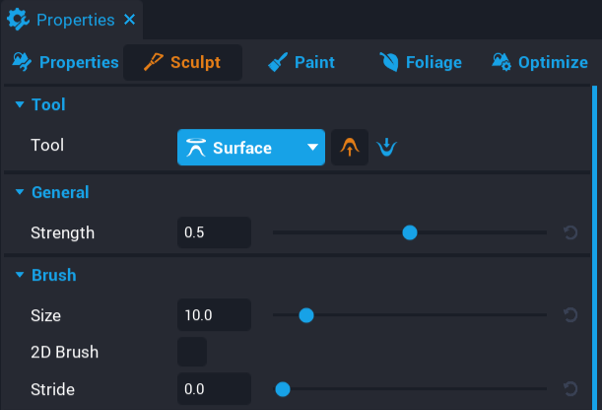 Properties
Properties Sculpt Paint Foliage Optimize
Tool
Tool Surface
General
Strength 0.5
Brush
Size 10.0
2D Brush
Stride 0.0